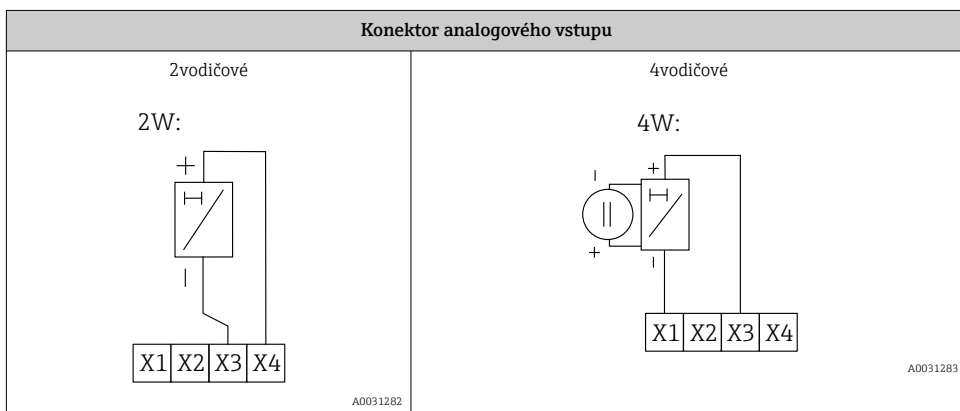 Konektor analogového vstupu
2vodičové
2W:
+
−
X1 X2 X3 X4
A0031282
4vodičové
4W:
− +
+ −
X1 X2 X3 X4
A0031283